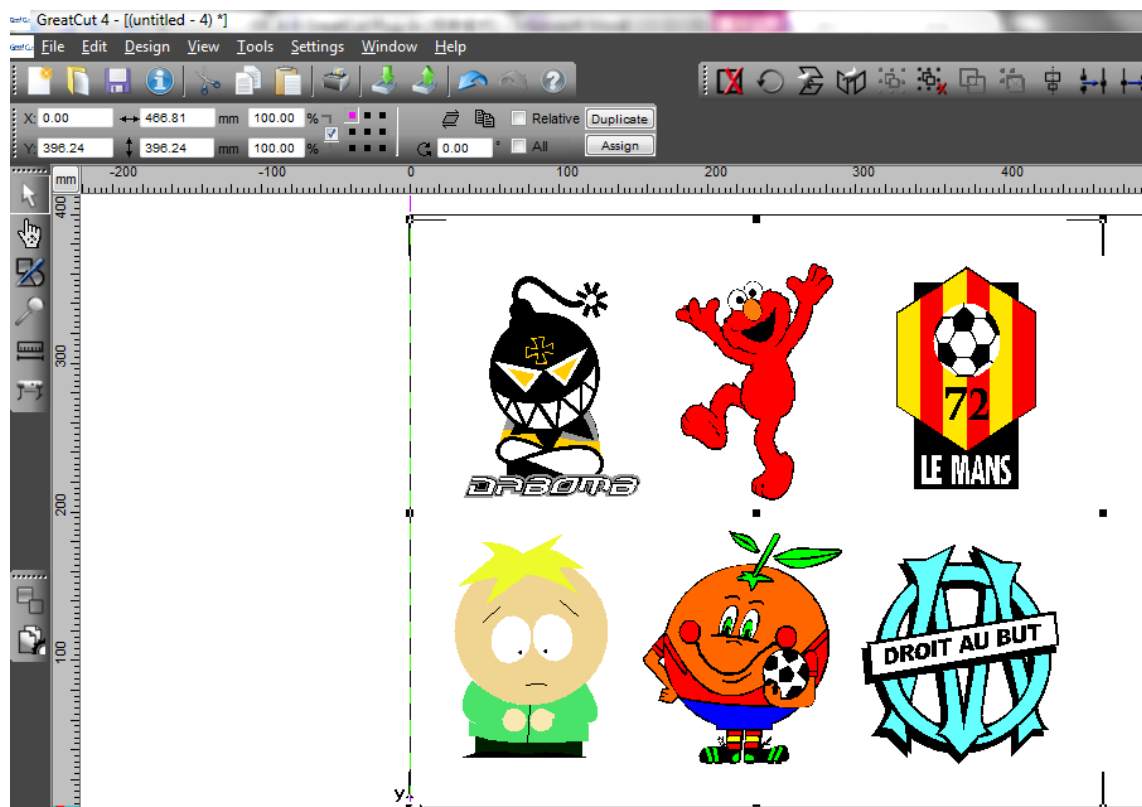 GreatCut 4 - [(untitled - 4) *]
File Edit Design View Tools Settings Window Help
X: 0.00 466.81 mm 100.00 % Relative Duplicate
Y: 396.24 396.24 mm 100.00 % 0.00 ° All Assign
mm -200 -100 0 100 200 300 400
400
300
200
100
72
LE MANS
DABOMB
DROIT AU BUT
Y